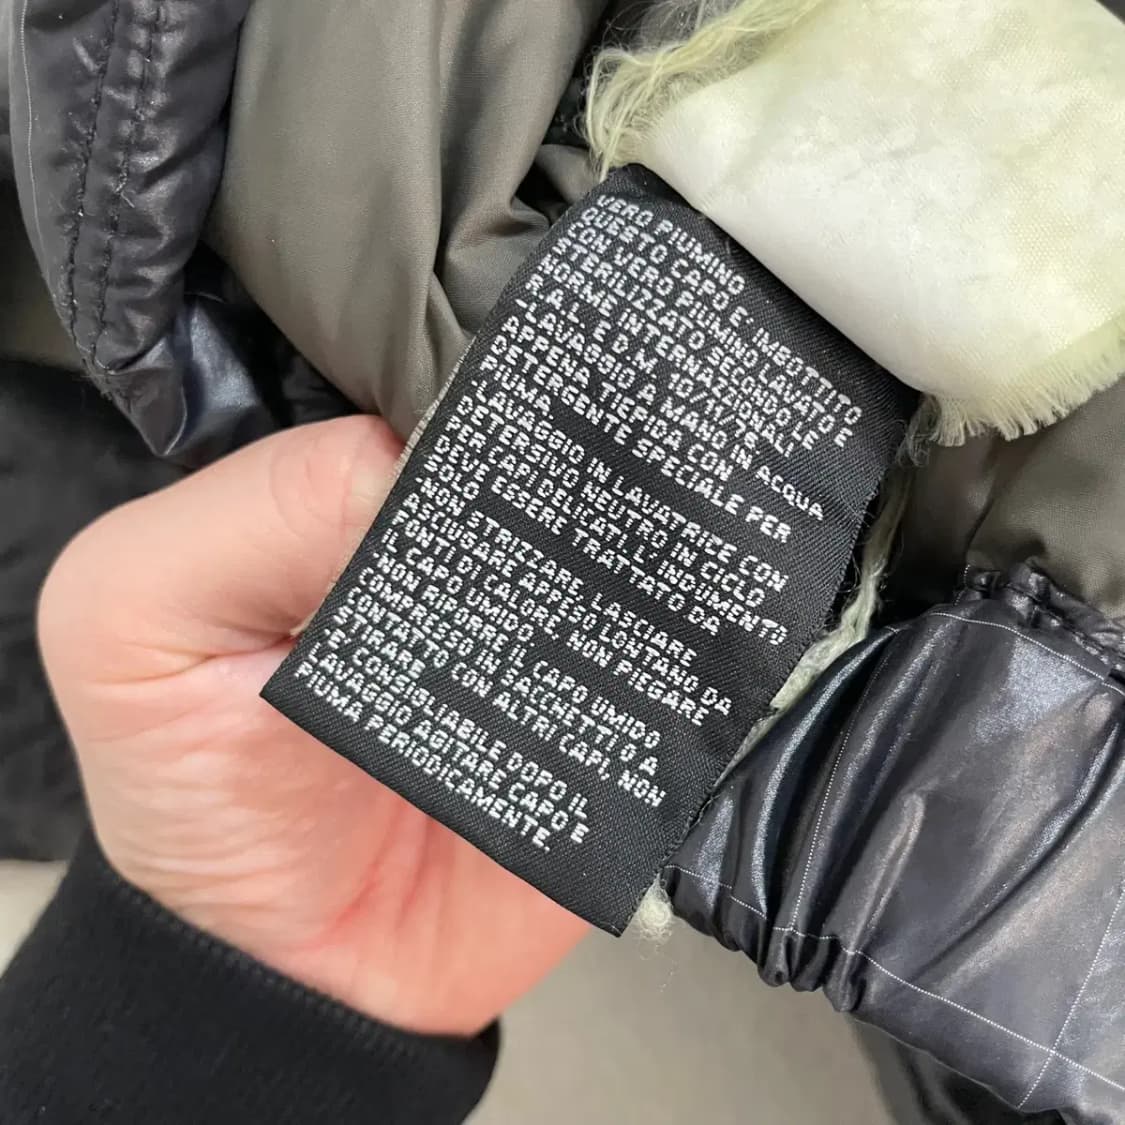 VERO PIUMINO
QUESTO CAPO E' IMBOTTITO
CON VERO PIUMINO LAVATO E
STERILIZZATO SECONDO LE
NORME INTERNAZIONALI
E D.M. 10/11/76
-LAVAGGIO A MANO IN ACQUA
APPENA TIEPIDA CON
DETERGENTE SPECIALE PER
PIUMA.
-LAVAGGIO IN LAVATRICE CON
DETERSIVO NEUTRO IN CICLO
PER CAPI DELICATI, L' INDUMENTO
DEVE ESSERE TRATTATO DA
SOLO
-NON STRIZZARE, LASCIARE
ASCIUGARE APPESO LONTANO DA
FONTI DI CALORE, NON PIEGARE
IL CAPO UMIDO
-NON RIPORRE IL CAPO UMIDO
COMPRESSO IN SACCHETTI O A
CONTATTO CON ALTRI CAPI, NON
STIRARE
-E' CONSIGLIABILE DOPO IL
LAVAGGIO AGITARE CAPO E
PIUMA PERIODICAMENTE.